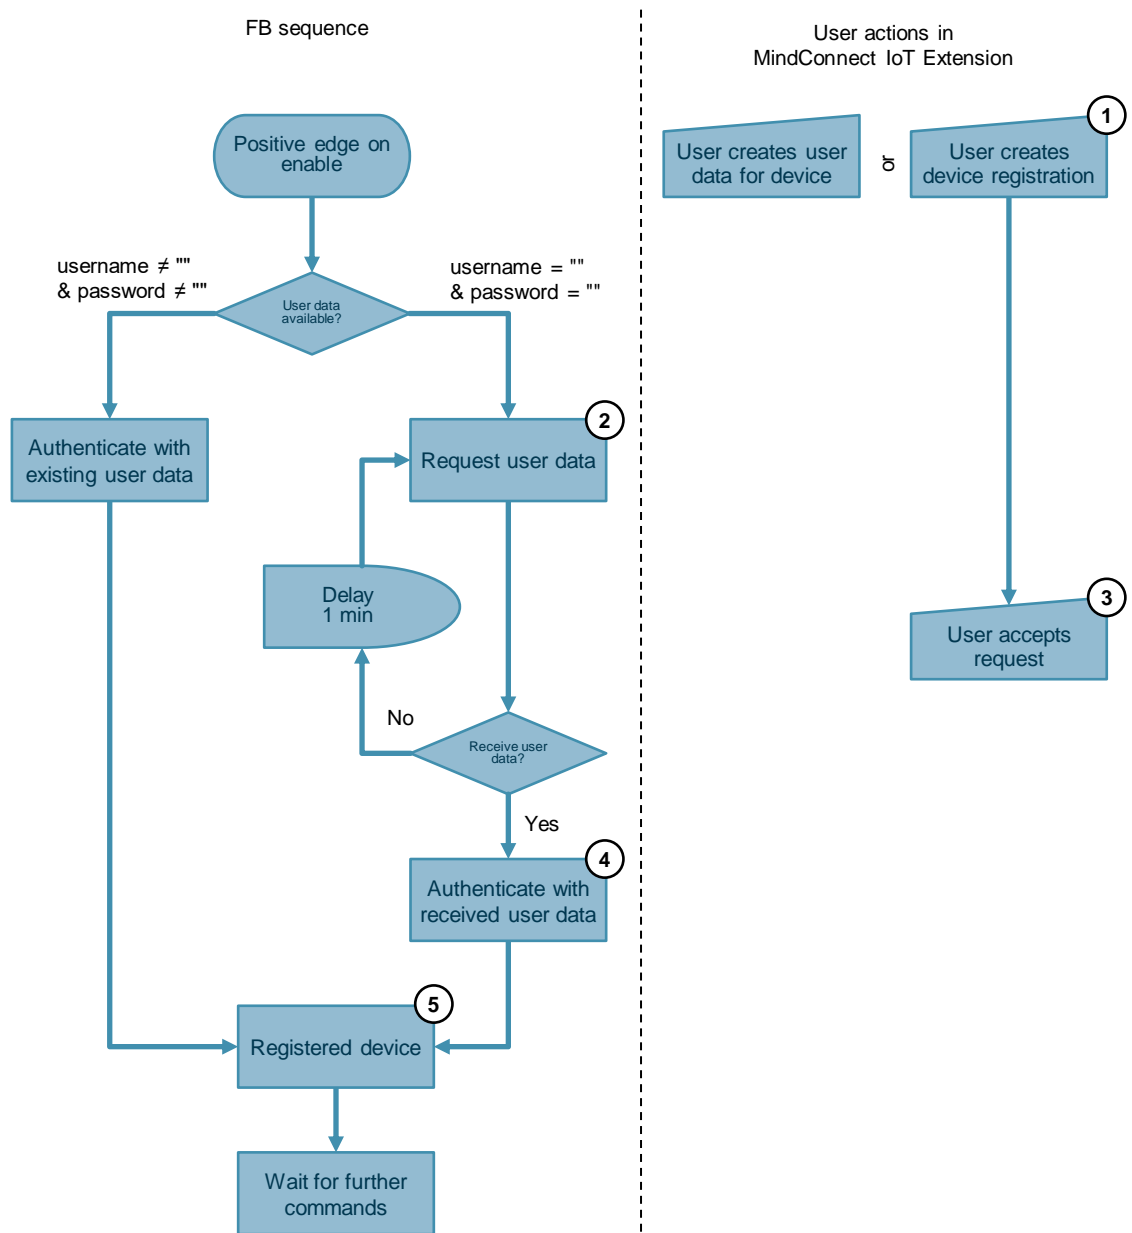 FB sequence
User actions in
MindConnect IoT Extension
Positive edge on
enable
User creates user
data for device
or
1
User creates
device registration
username ≠ ""
& password ≠ ""
username = ""
& password = ""
User data
available?
Authenticate with
existing user data
2
Request user data
Delay
1 min
3
User accepts
request
No
Receive user
data?
Yes
4
Authenticate with
received user data
5
Registered device
Wait for further
commands